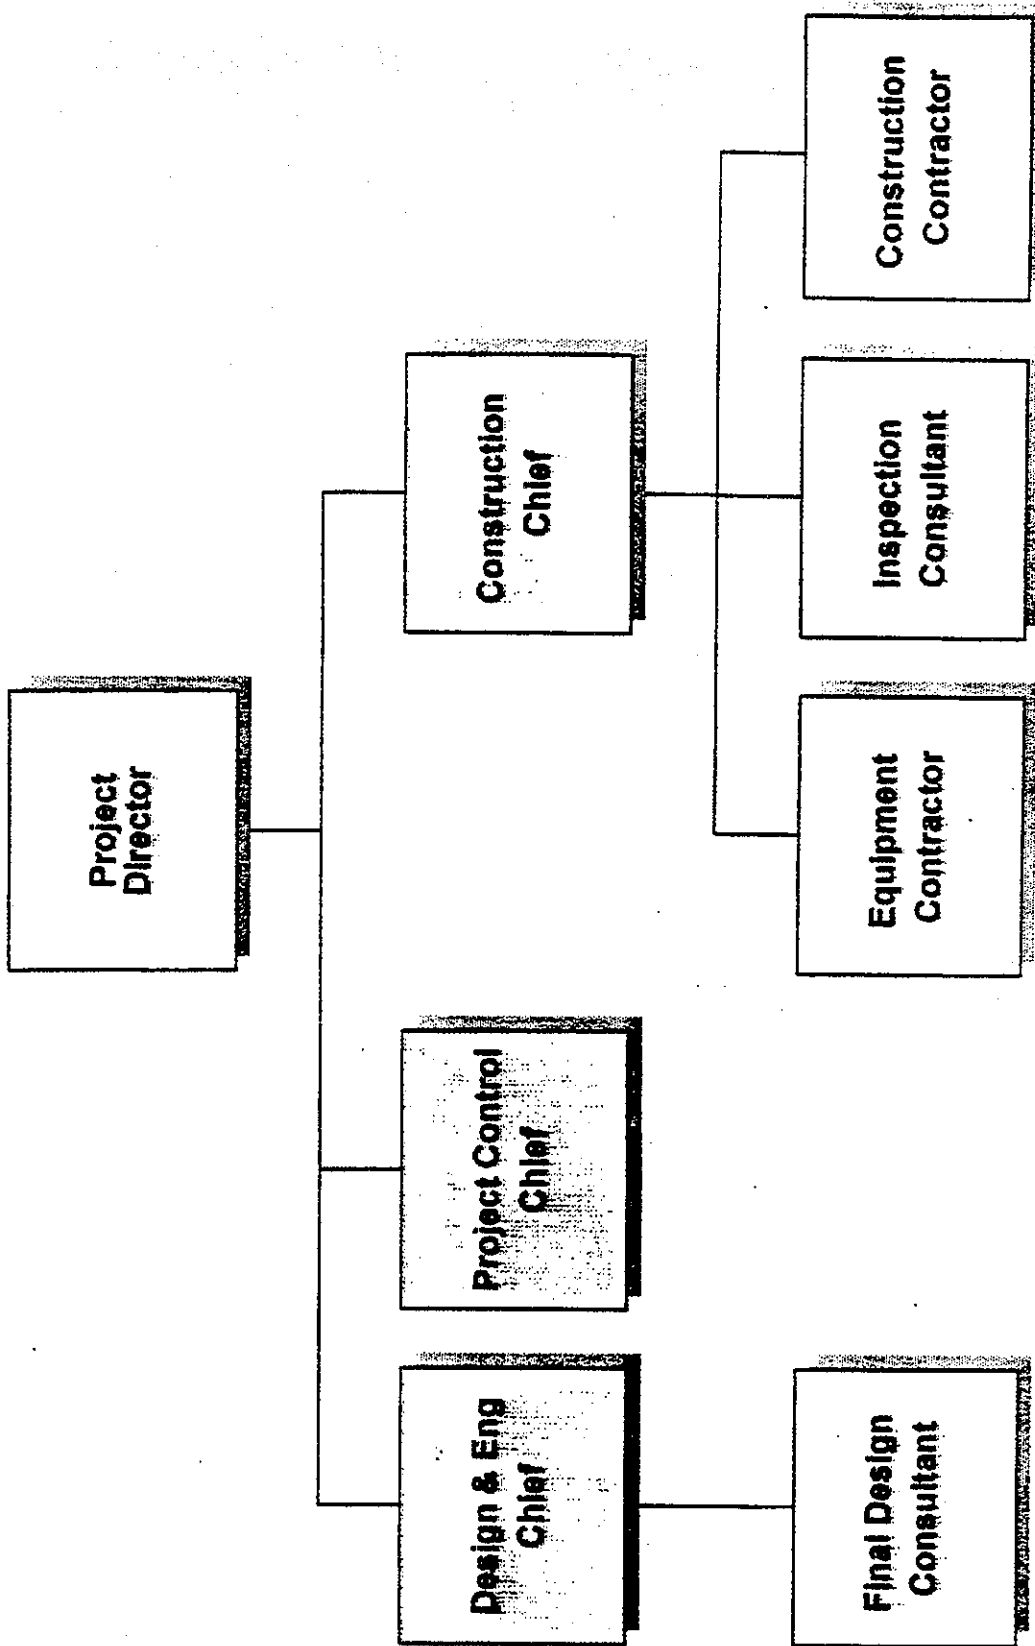 Project
Director
Design & Eng
Chief
Project Control
Chief
Construction
Chief
Final Design
Consultant
Equipment
Contractor
Inspection
Consultant
Construction
Contractor